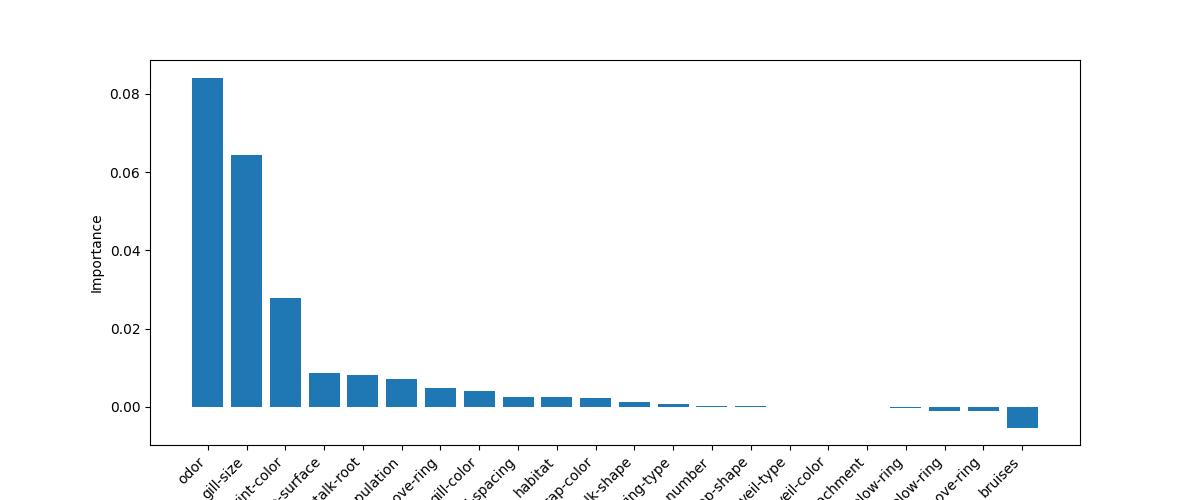 0.08
0.06
0.04
Importance
0.02
0.00
odor
gill-size
int-color
-surface
talk-root
pulation
ove-ring
gill-color
-spacing
habitat
ap-color
lk-shape
ing-type
number
p-shape
veil-type
veil-color
chment
low-ring
low-ring
ove-ring
bruises